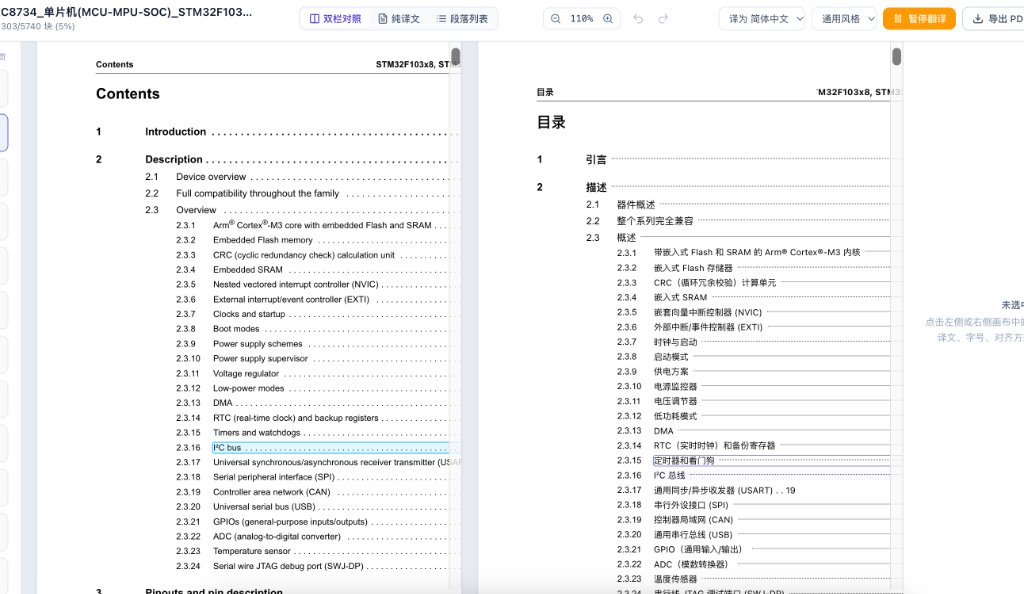 C8734_单片机(MCU-MPU-SOC)_STM32F103...
303/5740 块 (5%)
双栏对照
纯译文
段落列表
110%
译为 简体中文
通用风格
暂停翻译
导出 PD
Contents STM32F103x8, ST
Contents
1 Introduction
2 Description
2.1 Device overview
2.2 Full compatibility throughout the family
2.3 Overview
2.3.1 Arm® Cortex®-M3 core with embedded Flash and SRAM
2.3.2 Embedded Flash memory
2.3.3 CRC (cyclic redundancy check) calculation unit
2.3.4 Embedded SRAM
2.3.5 Nested vectored interrupt controller (NVIC)
2.3.6 External interrupt/event controller (EXTI)
2.3.7 Clocks and startup
2.3.8 Boot modes
2.3.9 Power supply schemes
2.3.10 Power supply supervisor
2.3.11 Voltage regulator
2.3.12 Low-power modes
2.3.13 DMA
2.3.14 RTC (real-time clock) and backup registers
2.3.15 Timers and watchdogs
2.3.16 I²C bus
2.3.17 Universal synchronous/asynchronous receiver transmitter (USAR
2.3.18 Serial peripheral interface (SPI)
2.3.19 Controller area network (CAN)
2.3.20 Universal serial bus (USB)
2.3.21 GPIOs (general-purpose inputs/outputs)
2.3.22 ADC (analog-to-digital converter)
2.3.23 Temperature sensor
2.3.24 Serial wire JTAG debug port (SWJ-DP)
3 Pinouts and pin description
目录 M32F103x8, STM3
目录
1 引言
2 描述
2.1 器件概述
2.2 整个系列完全兼容
2.3 概述
2.3.1 带嵌入式 Flash 和 SRAM 的 Arm® Cortex®-M3 内核
2.3.2 嵌入式 Flash 存储器
2.3.3 CRC（循环冗余校验）计算单元
2.3.4 嵌入式 SRAM
2.3.5 嵌套向量中断控制器 (NVIC)
2.3.6 外部中断/事件控制器 (EXTI)
2.3.7 时钟与启动
2.3.8 启动模式
2.3.9 供电方案
2.3.10 电源监控器
2.3.11 电压调节器
2.3.12 低功耗模式
2.3.13 DMA
2.3.14 RTC（实时时钟）和备份寄存器
2.3.15 定时器和看门狗
2.3.16 I²C 总线
2.3.17 通用同步/异步收发器 (USART) . . 19
2.3.18 串行外设接口 (SPI)
2.3.19 控制器局域网 (CAN)
2.3.20 通用串行总线 (USB)
2.3.21 GPIO（通用输入/输出）
2.3.22 ADC（模数转换器）
2.3.23 温度传感器
2.3.24 串行线 JTAG 调试端口 (SWJ-DP)
未选中
点击左侧或右侧画布中的
译文、字号、对齐方